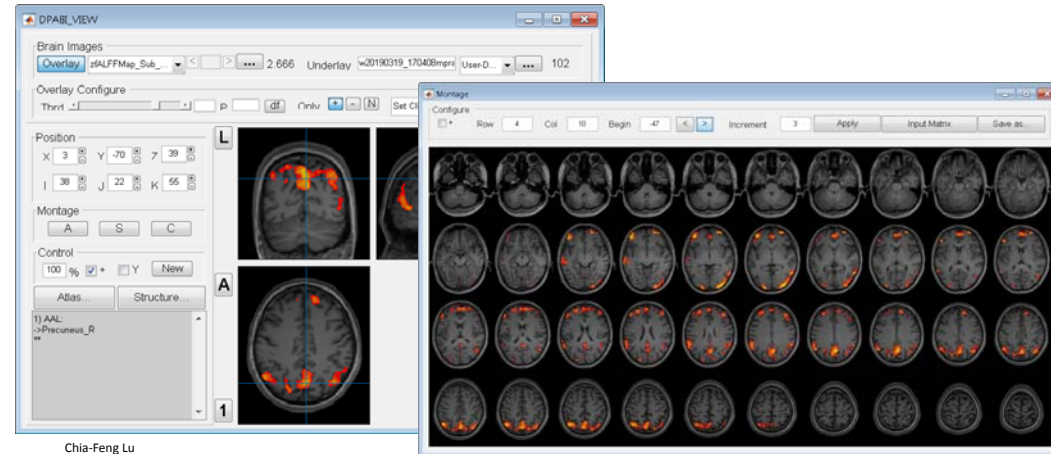 DPABI_VIEW
Brain Images
Overlay zfALFFMap_Sub_... < > ... 2.666 Underlay w20190319_170408mpra User-D... ... 102
Overlay Configure
Thrd - + P df Only + - N Set Cl
Position
X 3 Y -70 Z 39
I 38 J 22 K 55
Montage
A S C
Control
100 % + Y New
Atlas... Structure...
1) AAL:
->Precuneus_R
**
L
A
1
Montage
Configure
+ Row 4 Col 10 Begin -47 < > Increment 3 Apply Input Matrix Save as...
Chia-Feng Lu